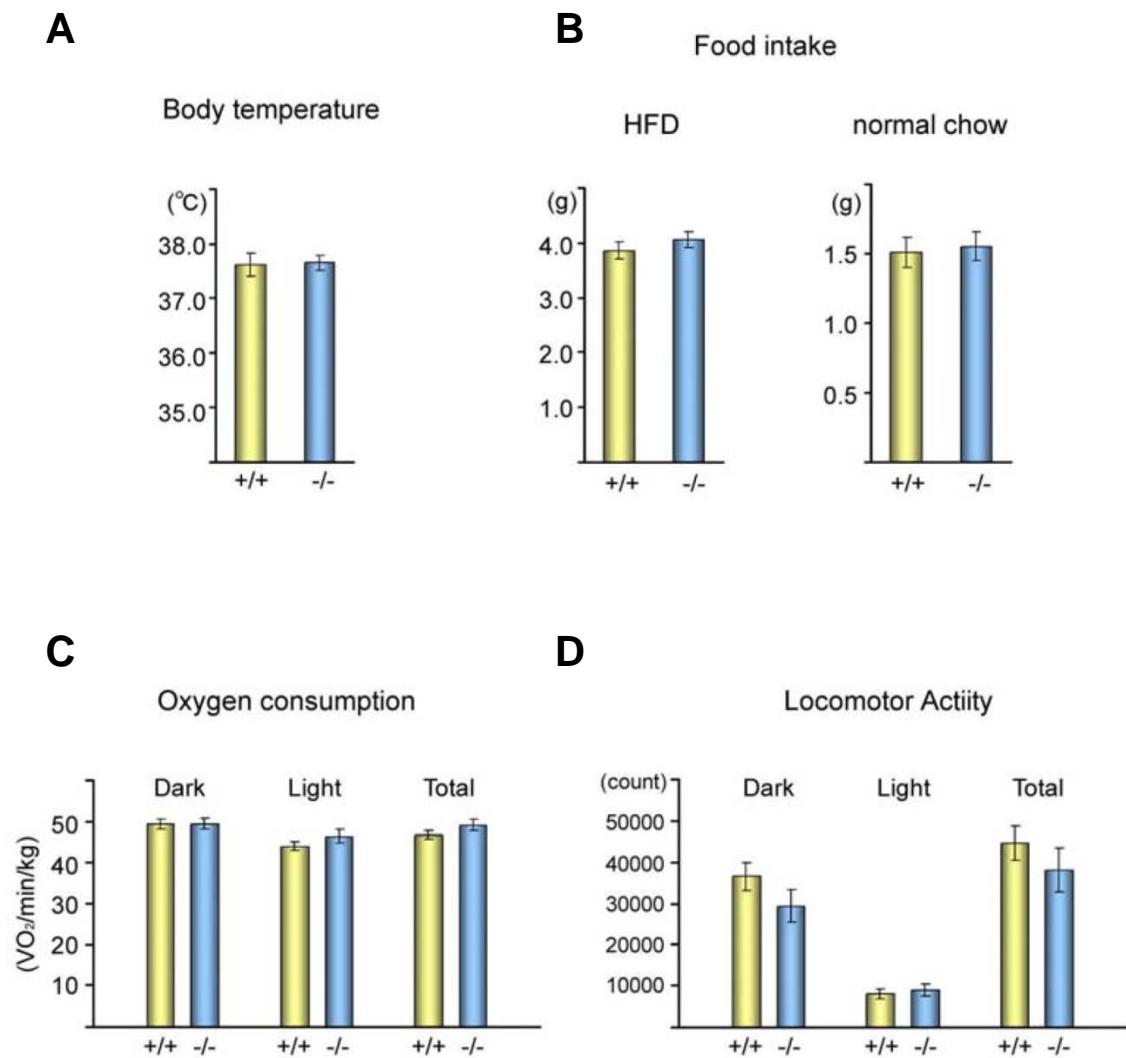 A
Body temperature
(°C)
38.0
37.0
36.0
35.0
+/+ -/-
B
Food intake
HFD
(g)
4.0
3.0
2.0
1.0
+/+ -/-
normal chow
(g)
1.5
1.0
0.5
+/+ -/-
C
Oxygen consumption
Dark Light Total
(VO₂/min/kg)
50
40
30
20
10
+/+ -/- +/+ -/- +/+ -/-
D
Locomotor Actiity
(count)
Dark Light Total
50000
40000
30000
20000
10000
+/+ -/- +/+ -/- +/+ -/-